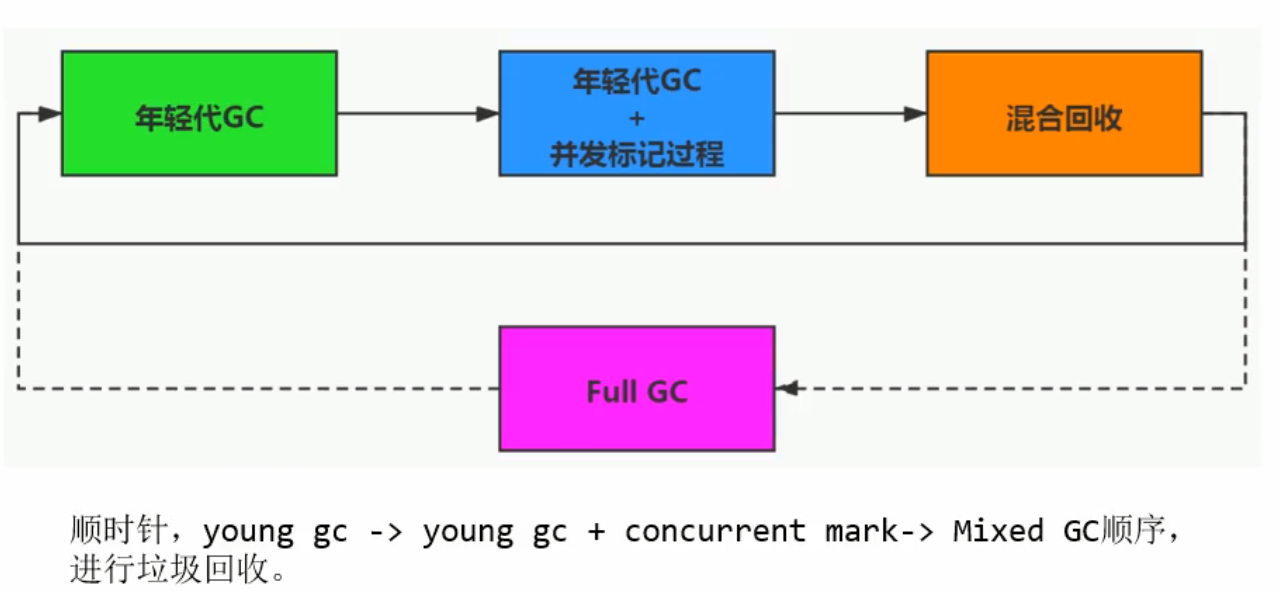 年轻代GC
年轻代GC
+
并发标记过程
混合回收
Full GC
顺时针，young gc -> young gc + concurrent mark-> Mixed GC顺序，
进行垃圾回收。